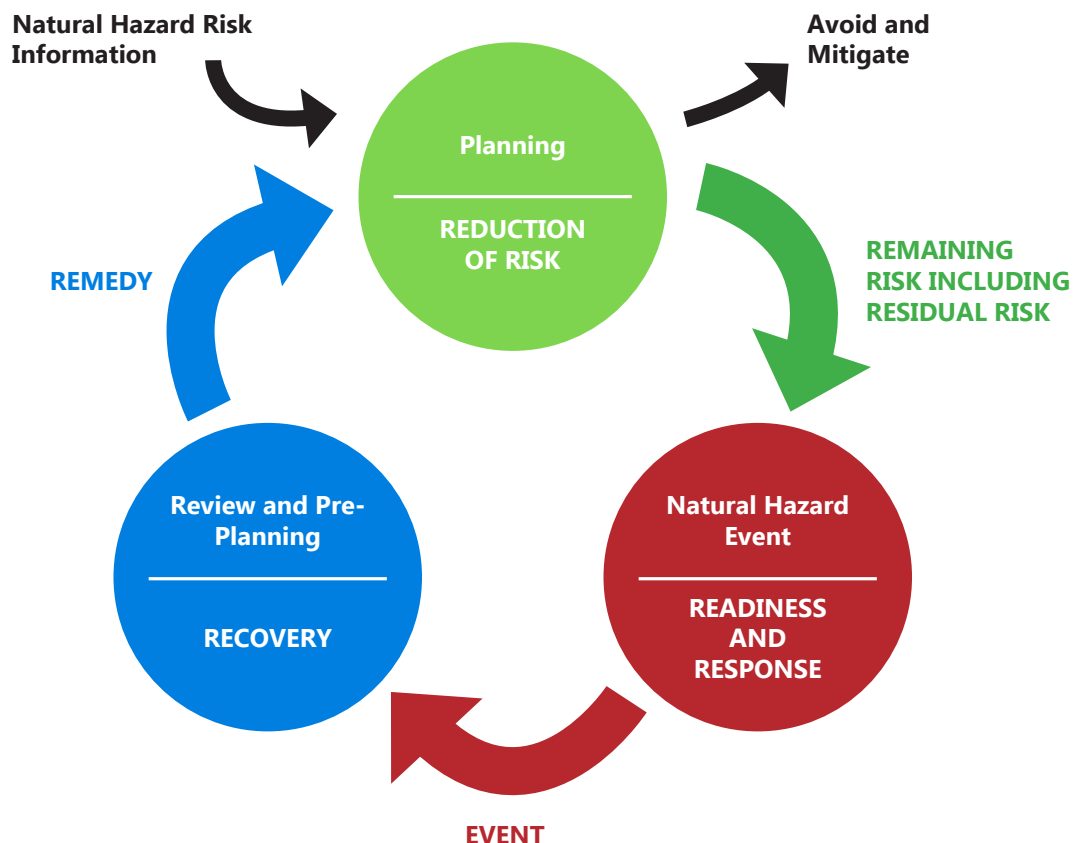 Natural Hazard Risk
Information
Avoid and
Mitigate
Planning
REDUCTION
OF RISK
REMEDY
REMAINING
RISK INCLUDING
RESIDUAL RISK
Review and Pre-
Planning
RECOVERY
Natural Hazard
Event
READINESS
AND
RESPONSE
EVENT